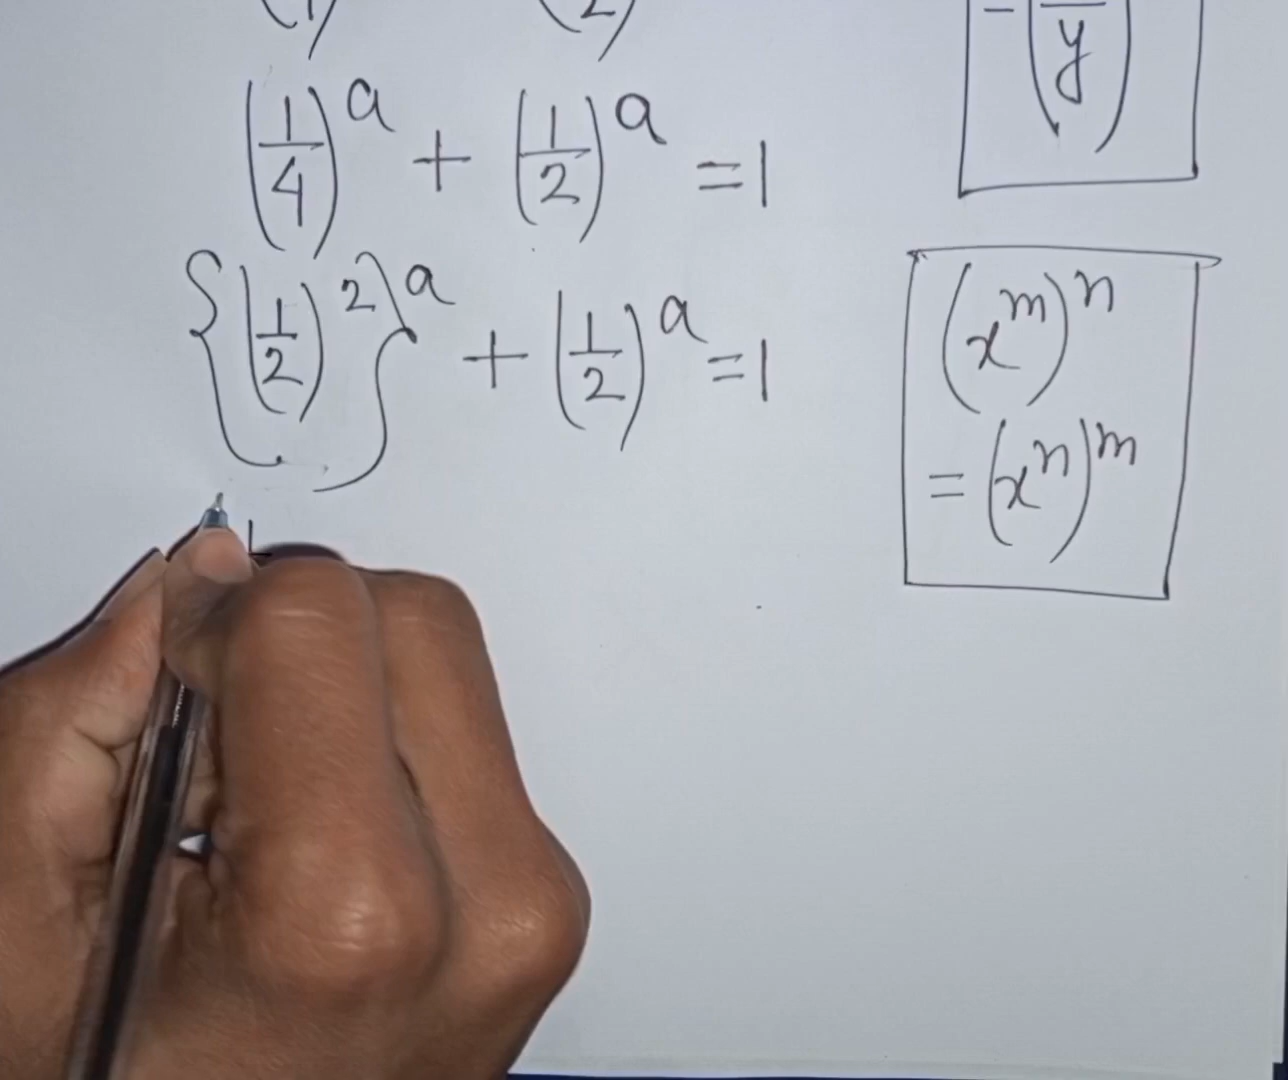 (1/4)^a + (1/2)^a = 1
{(1/2)^2}^a + (1/2)^a = 1
y
(x^m)^n
= (x^n)^m